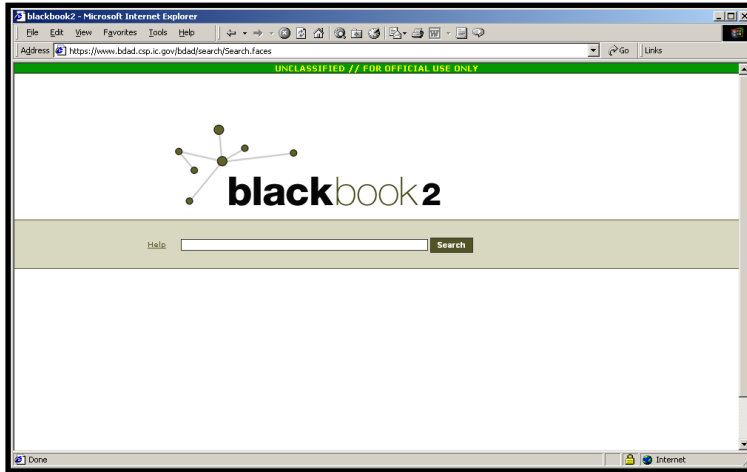 blackbook2 - Microsoft Internet Explorer
File Edit View Favorites Tools Help
Address https://www.bdad.csp.ic.gov/bdad/search/Search.faces Go Links
UNCLASSIFIED // FOR OFFICIAL USE ONLY
blackbook2
Help Search
Done Internet